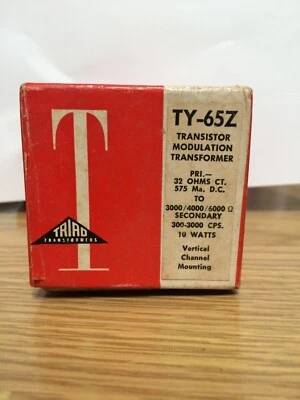 T
TRIAD
TRANSFORMERS
TY-65Z
TRANSISTOR
MODULATION
TRANSFORMER
PRI.—
32 OHMS CT.
575 Ma. D.C.
TO
3000/4000/6000 Ω
SECONDARY
300-3000 CPS.
10 WATTS
Vertical
Channel
Mounting